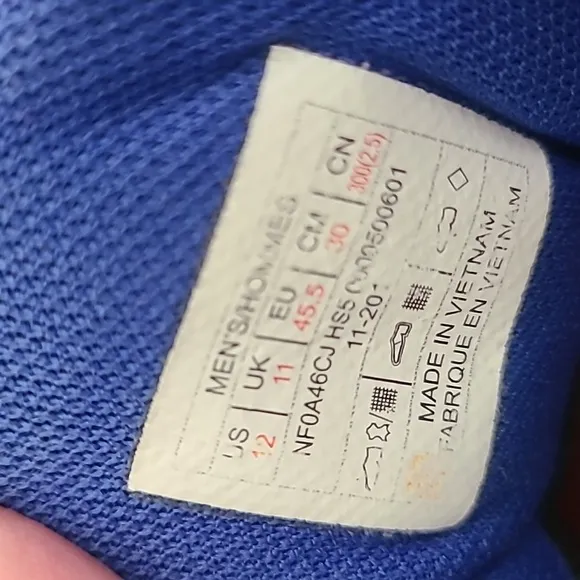 MEN'S/HOMMES
US | UK | EU | CM | CN
12 11 45.5 30 300(2.5)
NF0A46CJ HS5
11-201
MADE IN VIETNAM
FABRIQUE EN VIETNAM